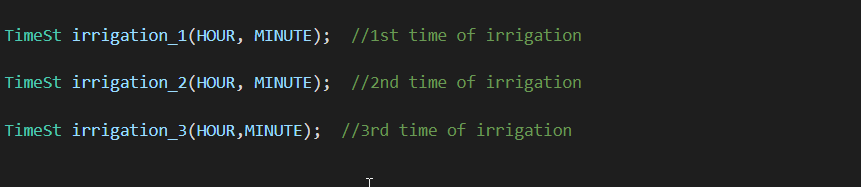 TimeSt irrigation_1(HOUR, MINUTE);  //1st time of irrigation
TimeSt irrigation_2(HOUR, MINUTE);  //2nd time of irrigation
TimeSt irrigation_3(HOUR,MINUTE);  //3rd time of irrigation